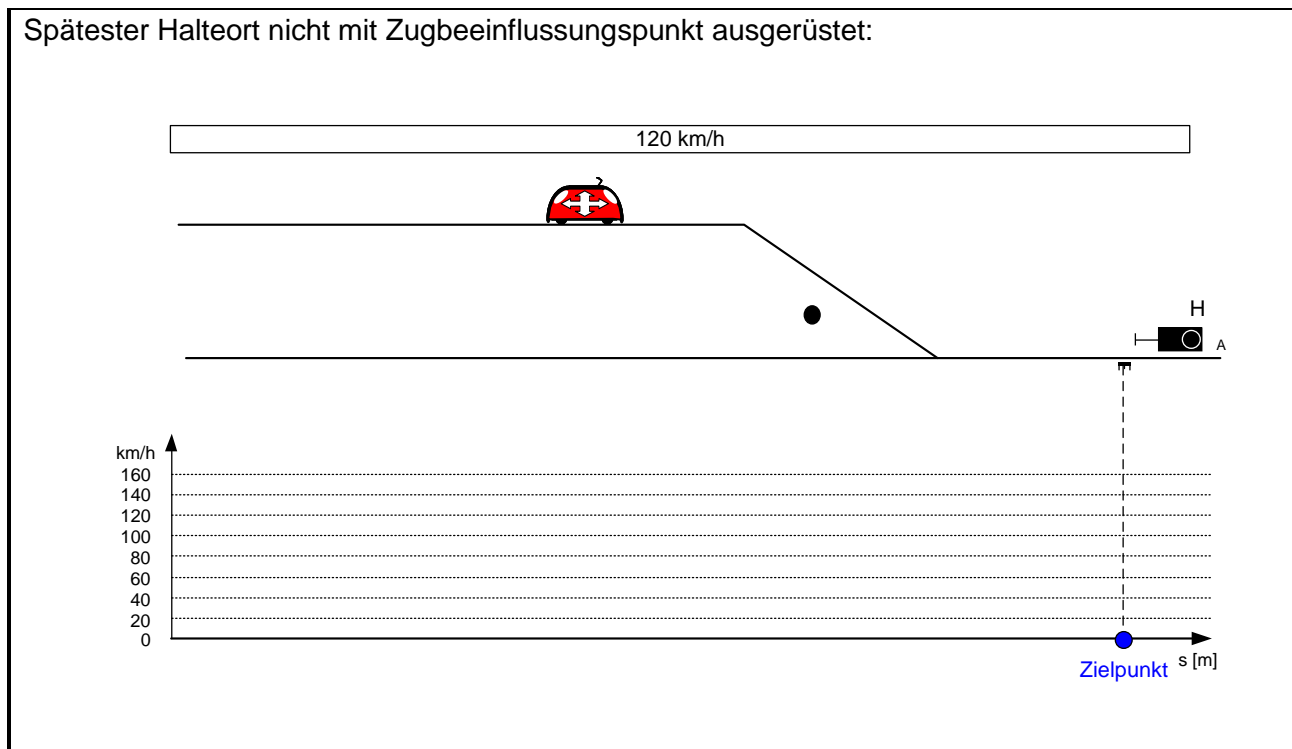 Spätester Halteort nicht mit Zugbeeinflussungspunkt ausgerüstet:
120 km/h
H
A
km/h
160
140
120
100
80
60
40
20
0
Zielpunkt
s [m]